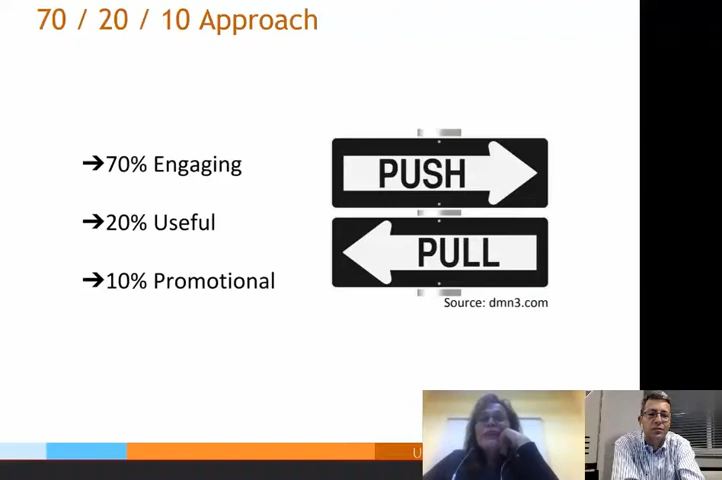 70 / 20 / 10 Approach
➔70% Engaging
➔20% Useful
➔10% Promotional
PUSH
PULL
Source: dmn3.com
U